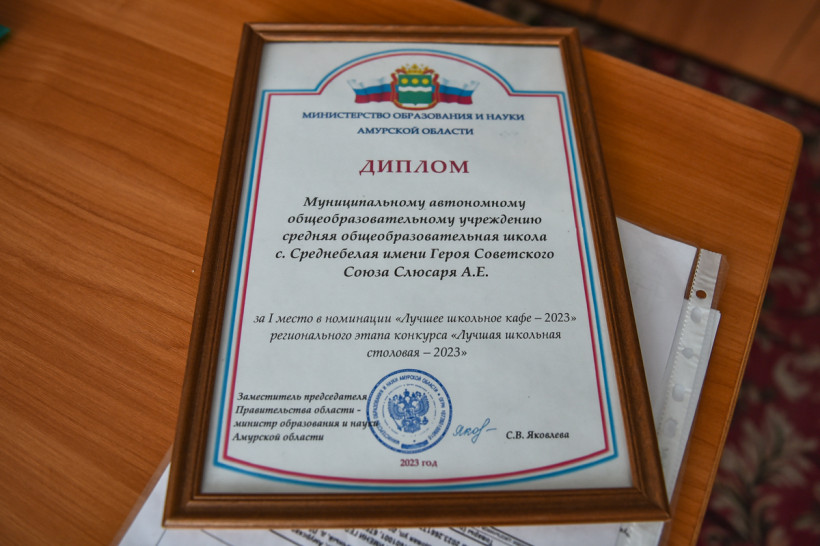 МИНИСТЕРСТВО ОБРАЗОВАНИЯ И НАУКИ
АМУРСКОЙ ОБЛАСТИ
ДИПЛОМ
Муниципальному автономному
общеобразовательному учреждению
средняя общеобразовательная школа
с. Среднебелая имени Героя Советского
Союза Слюсаря А.Е.
за I место в номинации «Лучшее школьное кафе – 2023»
регионального этапа конкурса «Лучшая школьная
столовая – 2023»
Заместитель председателя
Правительства области -
министр образования и науки
Амурской области
С.В. Яковлева
2023 год